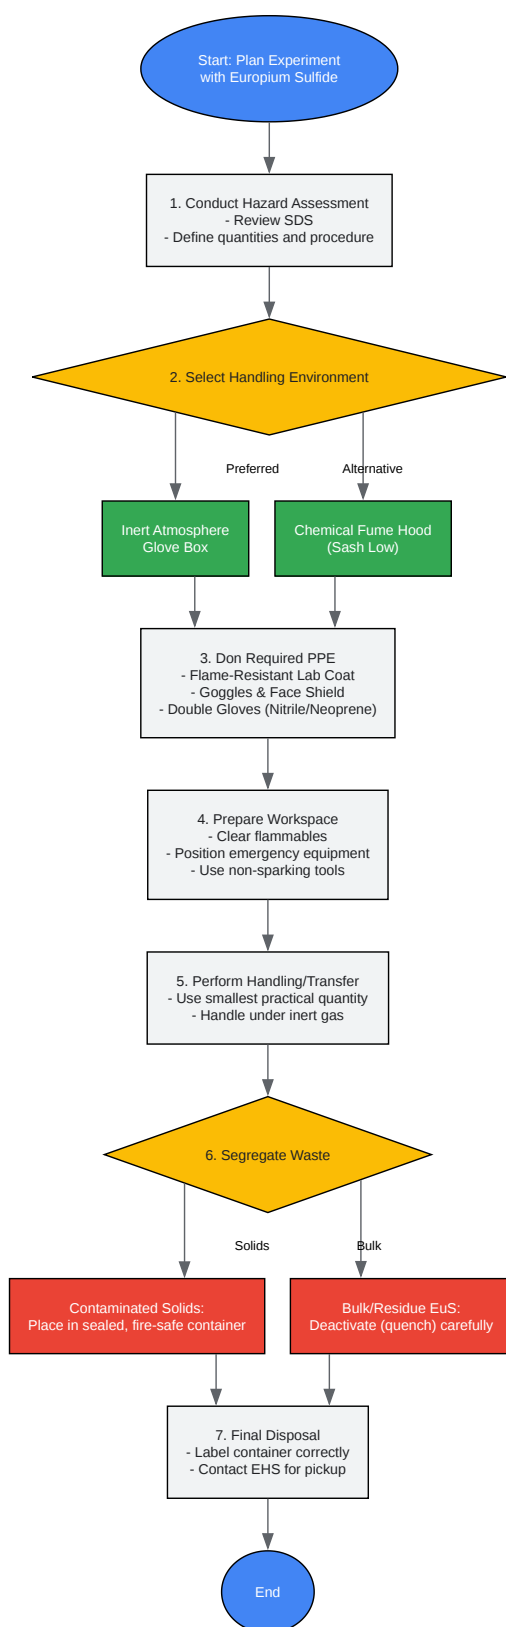 Start: Plan Experiment
with Europium Sulfide
1. Conduct Hazard Assessment
- Review SDS
- Define quantities and procedure
2. Select Handling Environment
Preferred
Alternative
Inert Atmosphere
Glove Box
Chemical Fume Hood
(Sash Low)
3. Don Required PPE
- Flame-Resistant Lab Coat
- Goggles & Face Shield
- Double Gloves (Nitrile/Neoprene)
4. Prepare Workspace
- Clear flammables
- Position emergency equipment
- Use non-sparking tools
5. Perform Handling/Transfer
- Use smallest practical quantity
- Handle under inert gas
6. Segregate Waste
Solids
Bulk
Contaminated Solids:
Place in sealed, fire-safe container
Bulk/Residue EuS:
Deactivate (quench) carefully
7. Final Disposal
- Label container correctly
- Contact EHS for pickup
End